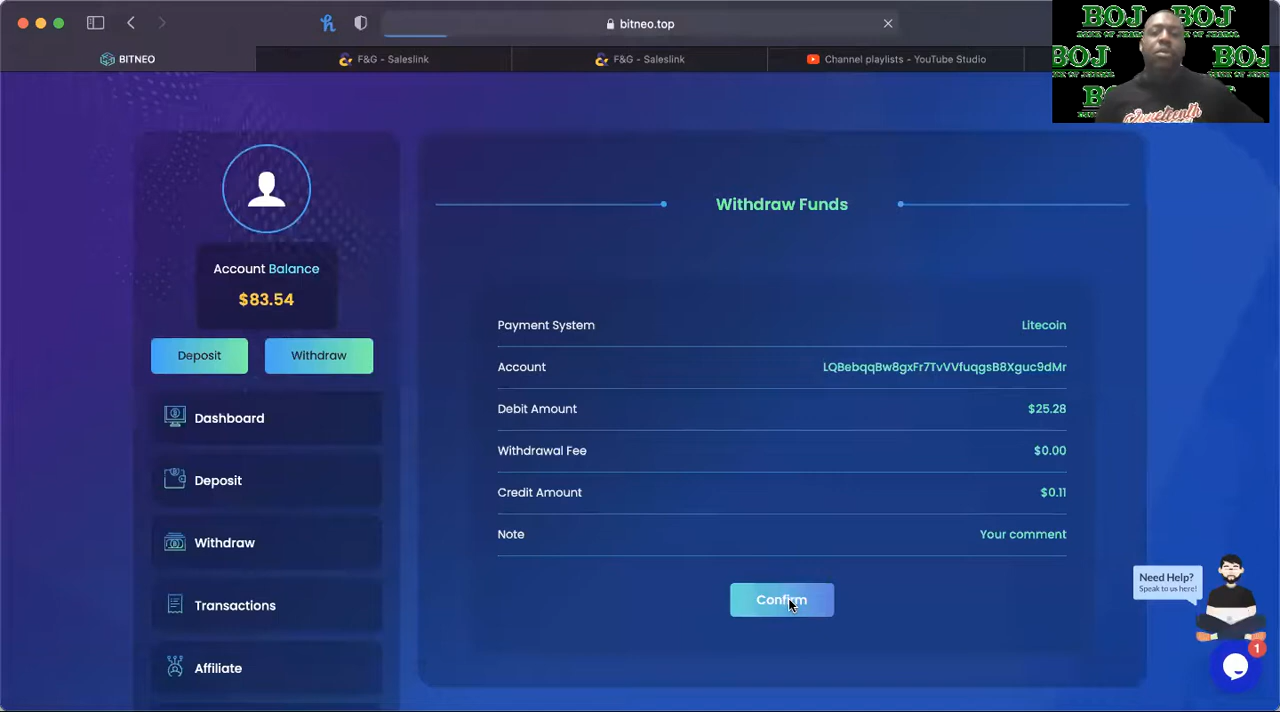 bitneo.top
BITNEO
F&G - Saleslink
F&G - Saleslink
Channel playlists - YouTube Studio
BOJ BOJ
BOJ BOJ
Juneteenth
Account Balance
$83.54
Deposit
Withdraw
Dashboard
Deposit
Withdraw
Transactions
Affiliate
Withdraw Funds
Payment System
Litecoin
Account
LQBebqqBw8gxFr7TvVVfuqgsB8Xguc9dMr
Debit Amount
$25.28
Withdrawal Fee
$0.00
Credit Amount
$0.11
Note
Your comment
Confirm
Need Help?
Speak to us here!
1